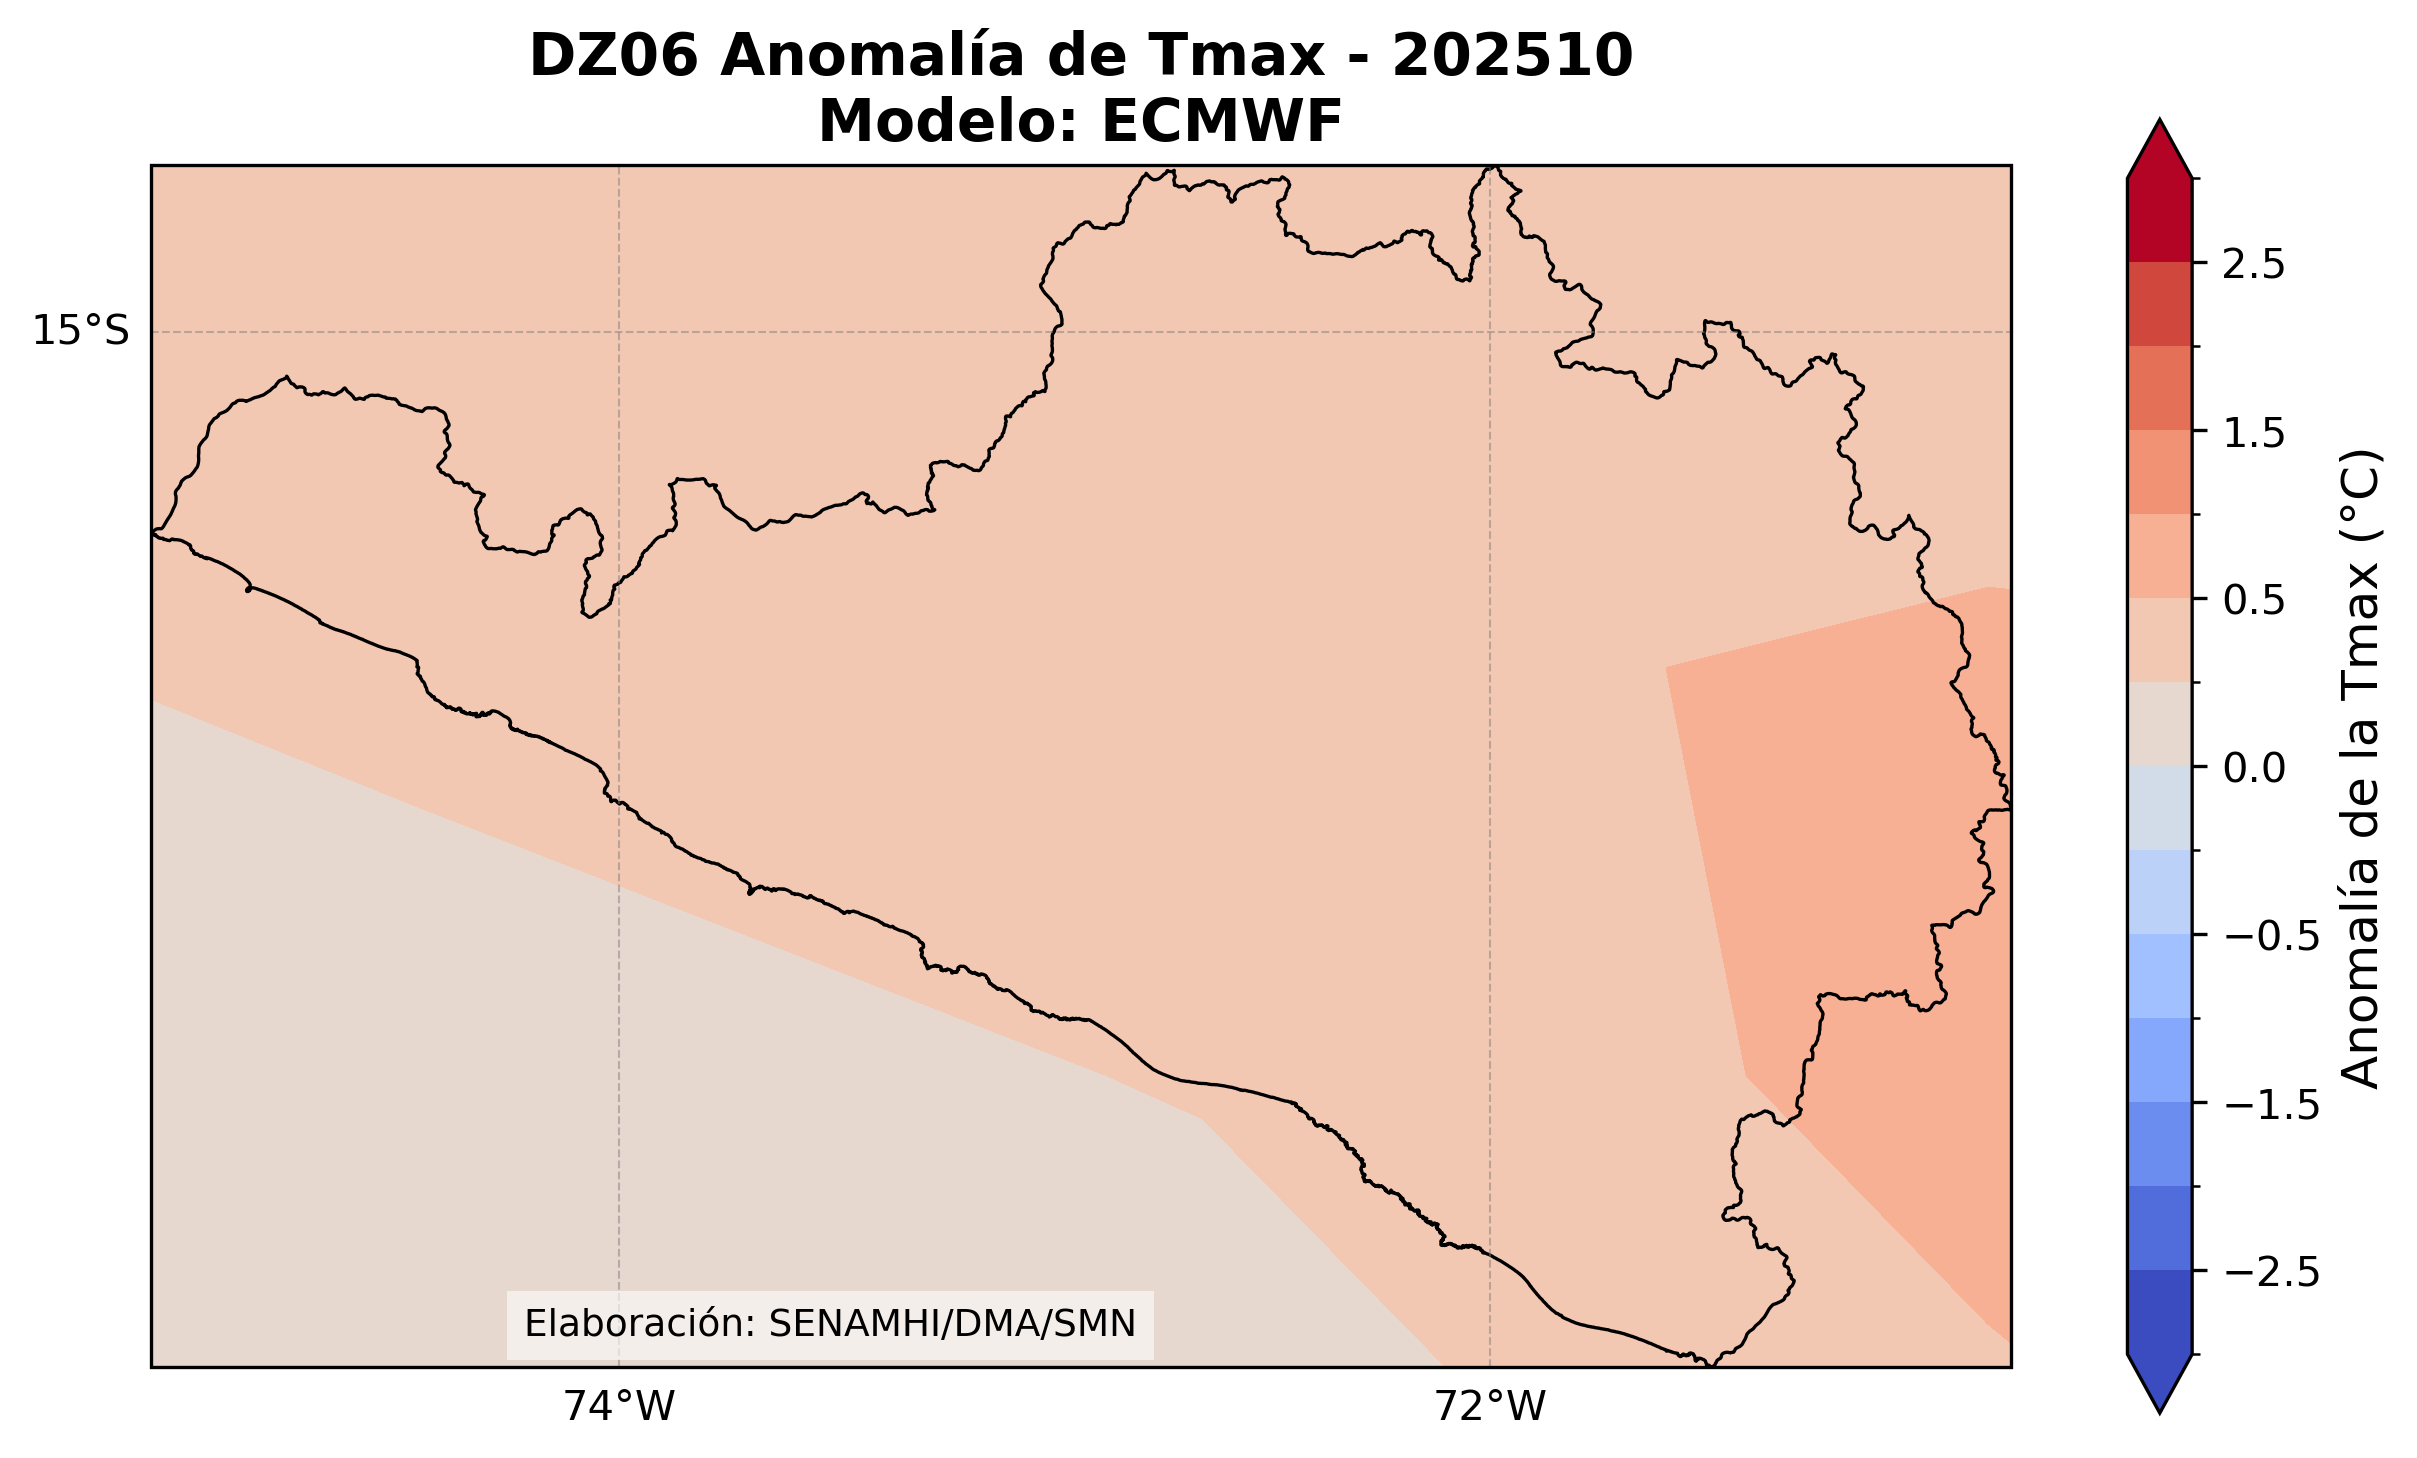 DZ06 Anomalía de Tmax - 202510
Modelo: ECMWF
15°S
74°W
72°W
Elaboración: SENAMHI/DMA/SMN
2.5
1.5
0.5
0.0
−0.5
−1.5
−2.5
Anomalía de la Tmax (°C)